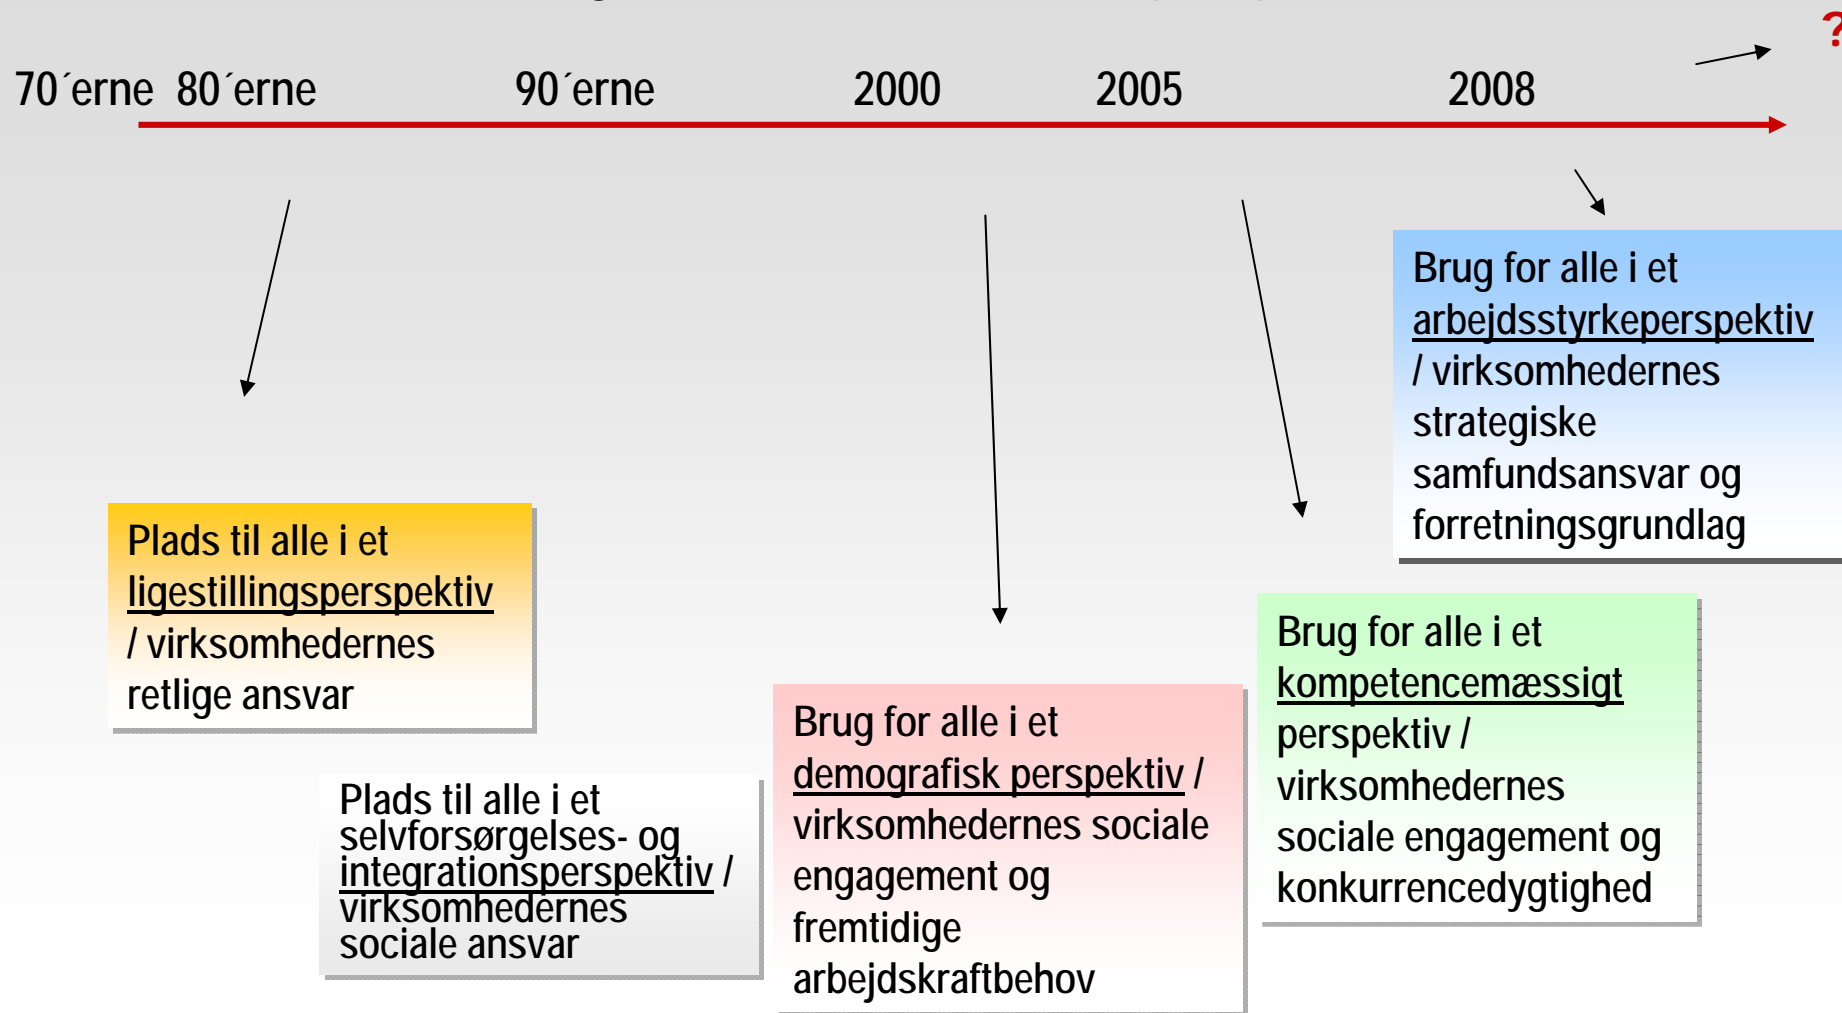 ?
70´erne 80´erne 90´erne 2000 2005 2008
Brug for alle i et
arbejdsstyrkeperspektiv
/ virksomhedernes
strategiske
samfundsansvar og
forretningsgrundlag
Plads til alle i et
ligestillingsperspektiv
/ virksomhedernes
retlige ansvar
Plads til alle i et
selvforsørgelses- og
integrationsperspektiv /
virksomhedernes
sociale ansvar
Brug for alle i et
demografisk perspektiv /
virksomhedernes sociale
engagement og
fremtidige
arbejdskraftbehov
Brug for alle i et
kompetencemæssigt
perspektiv /
virksomhedernes
sociale engagement og
konkurrencedygtighed